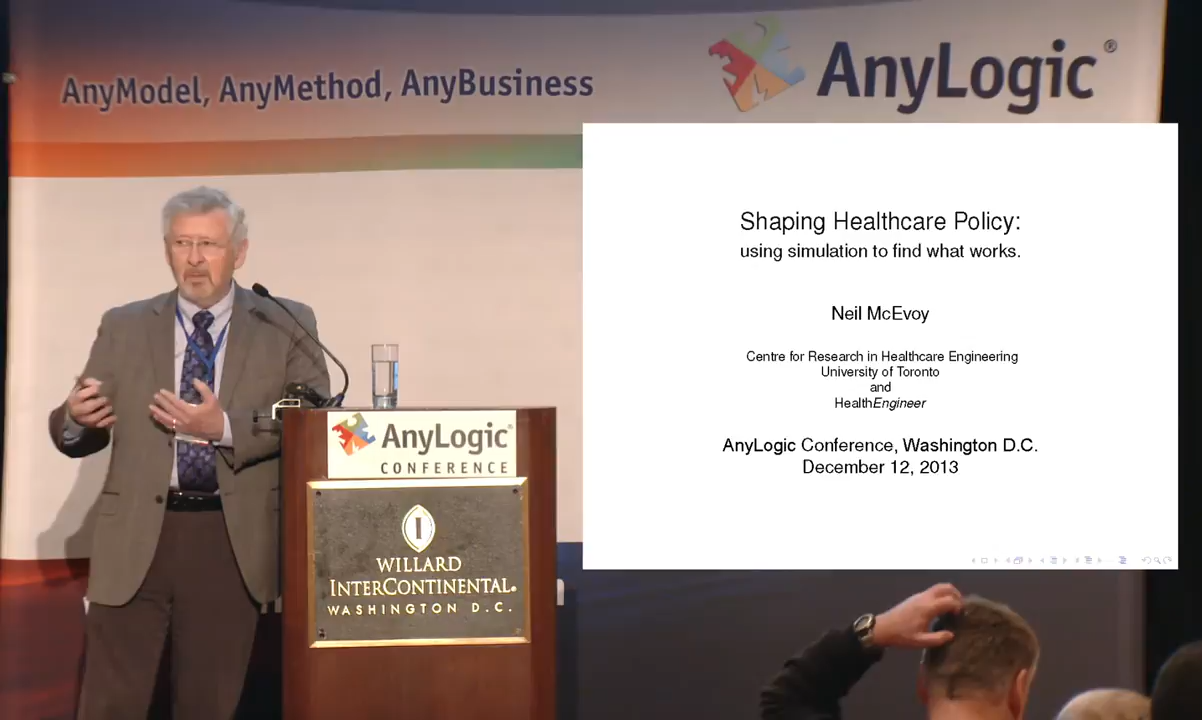 AnyModel, AnyMethod, AnyBusiness
AnyLogic®
Shaping Healthcare Policy:
using simulation to find what works.
Neil McEvoy
Centre for Research in Healthcare Engineering
University of Toronto
and
HealthEngineer
AnyLogic Conference, Washington D.C.
December 12, 2013
AnyLogic®
CONFERENCE
I
WILLARD
INTERCONTINENTAL®
WASHINGTON D.C.